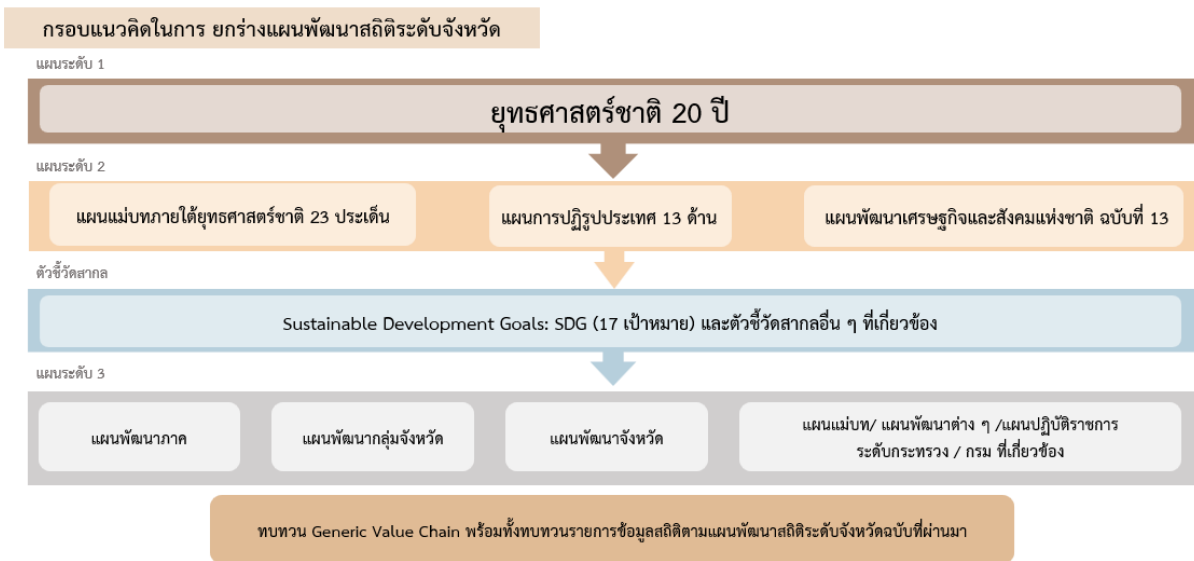 กรอบแนวคิดในการ ยกร่างแผนพัฒนาสถิติระดับจังหวัด
แผนระดับ 1
ยุทธศาสตร์ชาติ 20 ปี
แผนระดับ 2
แผนแม่บทภายใต้ยุทธศาสตร์ชาติ 23 ประเด็น
แผนการปฏิรูปประเทศ 13 ด้าน
แผนพัฒนาเศรษฐกิจและสังคมแห่งชาติ ฉบับที่ 13
ตัวชี้วัดสากล
Sustainable Development Goals: SDG (17 เป้าหมาย) และตัวชี้วัดสากลอื่น ๆ ที่เกี่ยวข้อง
แผนระดับ 3
แผนพัฒนาภาค
แผนพัฒนากลุ่มจังหวัด
แผนพัฒนาจังหวัด
แผนแม่บท/ แผนพัฒนาต่าง ๆ /แผนปฏิบัติราชการ
ระดับกระทรวง / กรม ที่เกี่ยวข้อง
ทบทวน Generic Value Chain พร้อมทั้งทบทวนรายการข้อมูลสถิติตามแผนพัฒนาสถิติระดับจังหวัดฉบับที่ผ่านมา